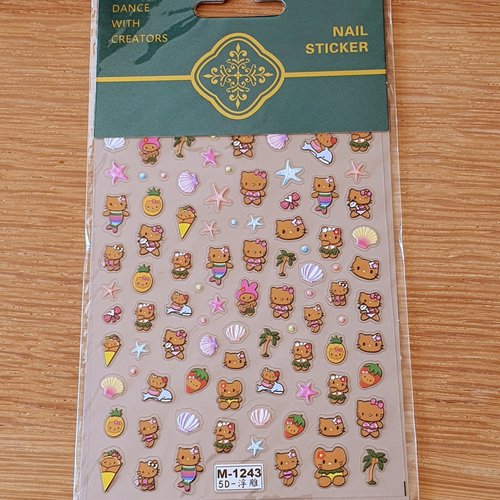 DANCE
WITH
CREATORS
NAIL
STICKER
M-1243
5D-浮雕